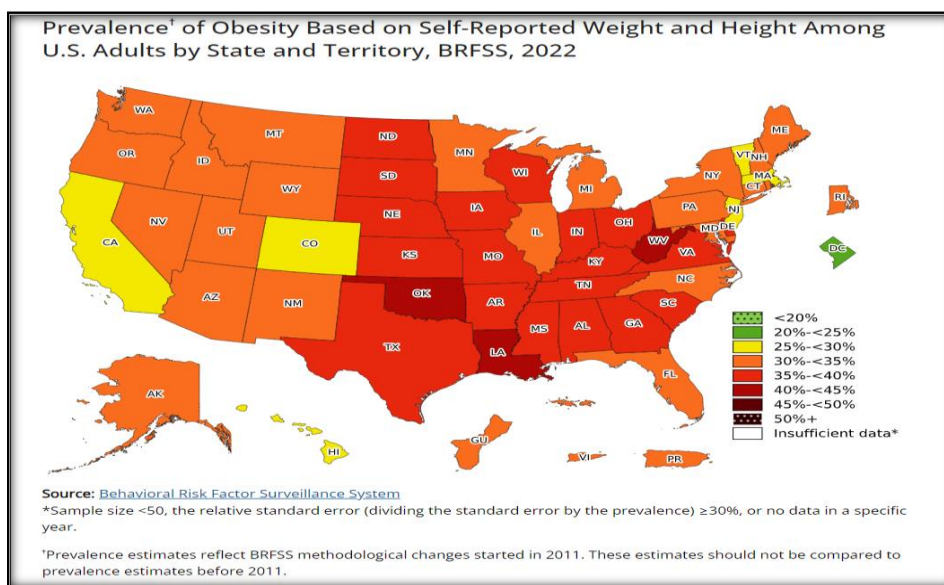 Prevalence† of Obesity Based on Self-Reported Weight and Height Among
U.S. Adults by State and Territory, BRFSS, 2022
WA
OR
ID
MT
WY
NV
UT
CA
AZ
CO
NM
ND
SD
NE
KS
OK
TX
MN
IA
MO
AR
LA
WI
IL
MI
IN
OH
KY
TN
MS
AL
GA
WV
VA
NC
SC
FL
PA
NY
MD
DE
NJ
CT
MA
VT
NH
ME
RI
DC
AK
HI
GU
VI
PR
<20%
20%-<25%
25%-<30%
30%-<35%
35%-<40%
40%-<45%
45%-<50%
50%+
Insufficient data*
Source: Behavioral Risk Factor Surveillance System
*Sample size <50, the relative standard error (dividing the standard error by the prevalence) ≥30%, or no data in a specific
year.
†Prevalence estimates reflect BRFSS methodological changes started in 2011. These estimates should not be compared to
prevalence estimates before 2011.